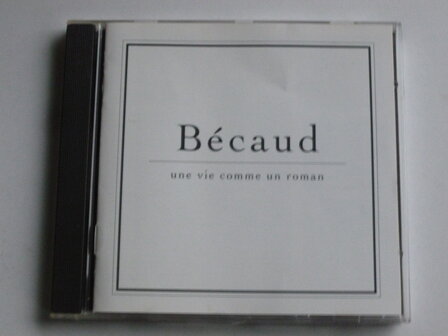 Bécaud
une vie comme un roman